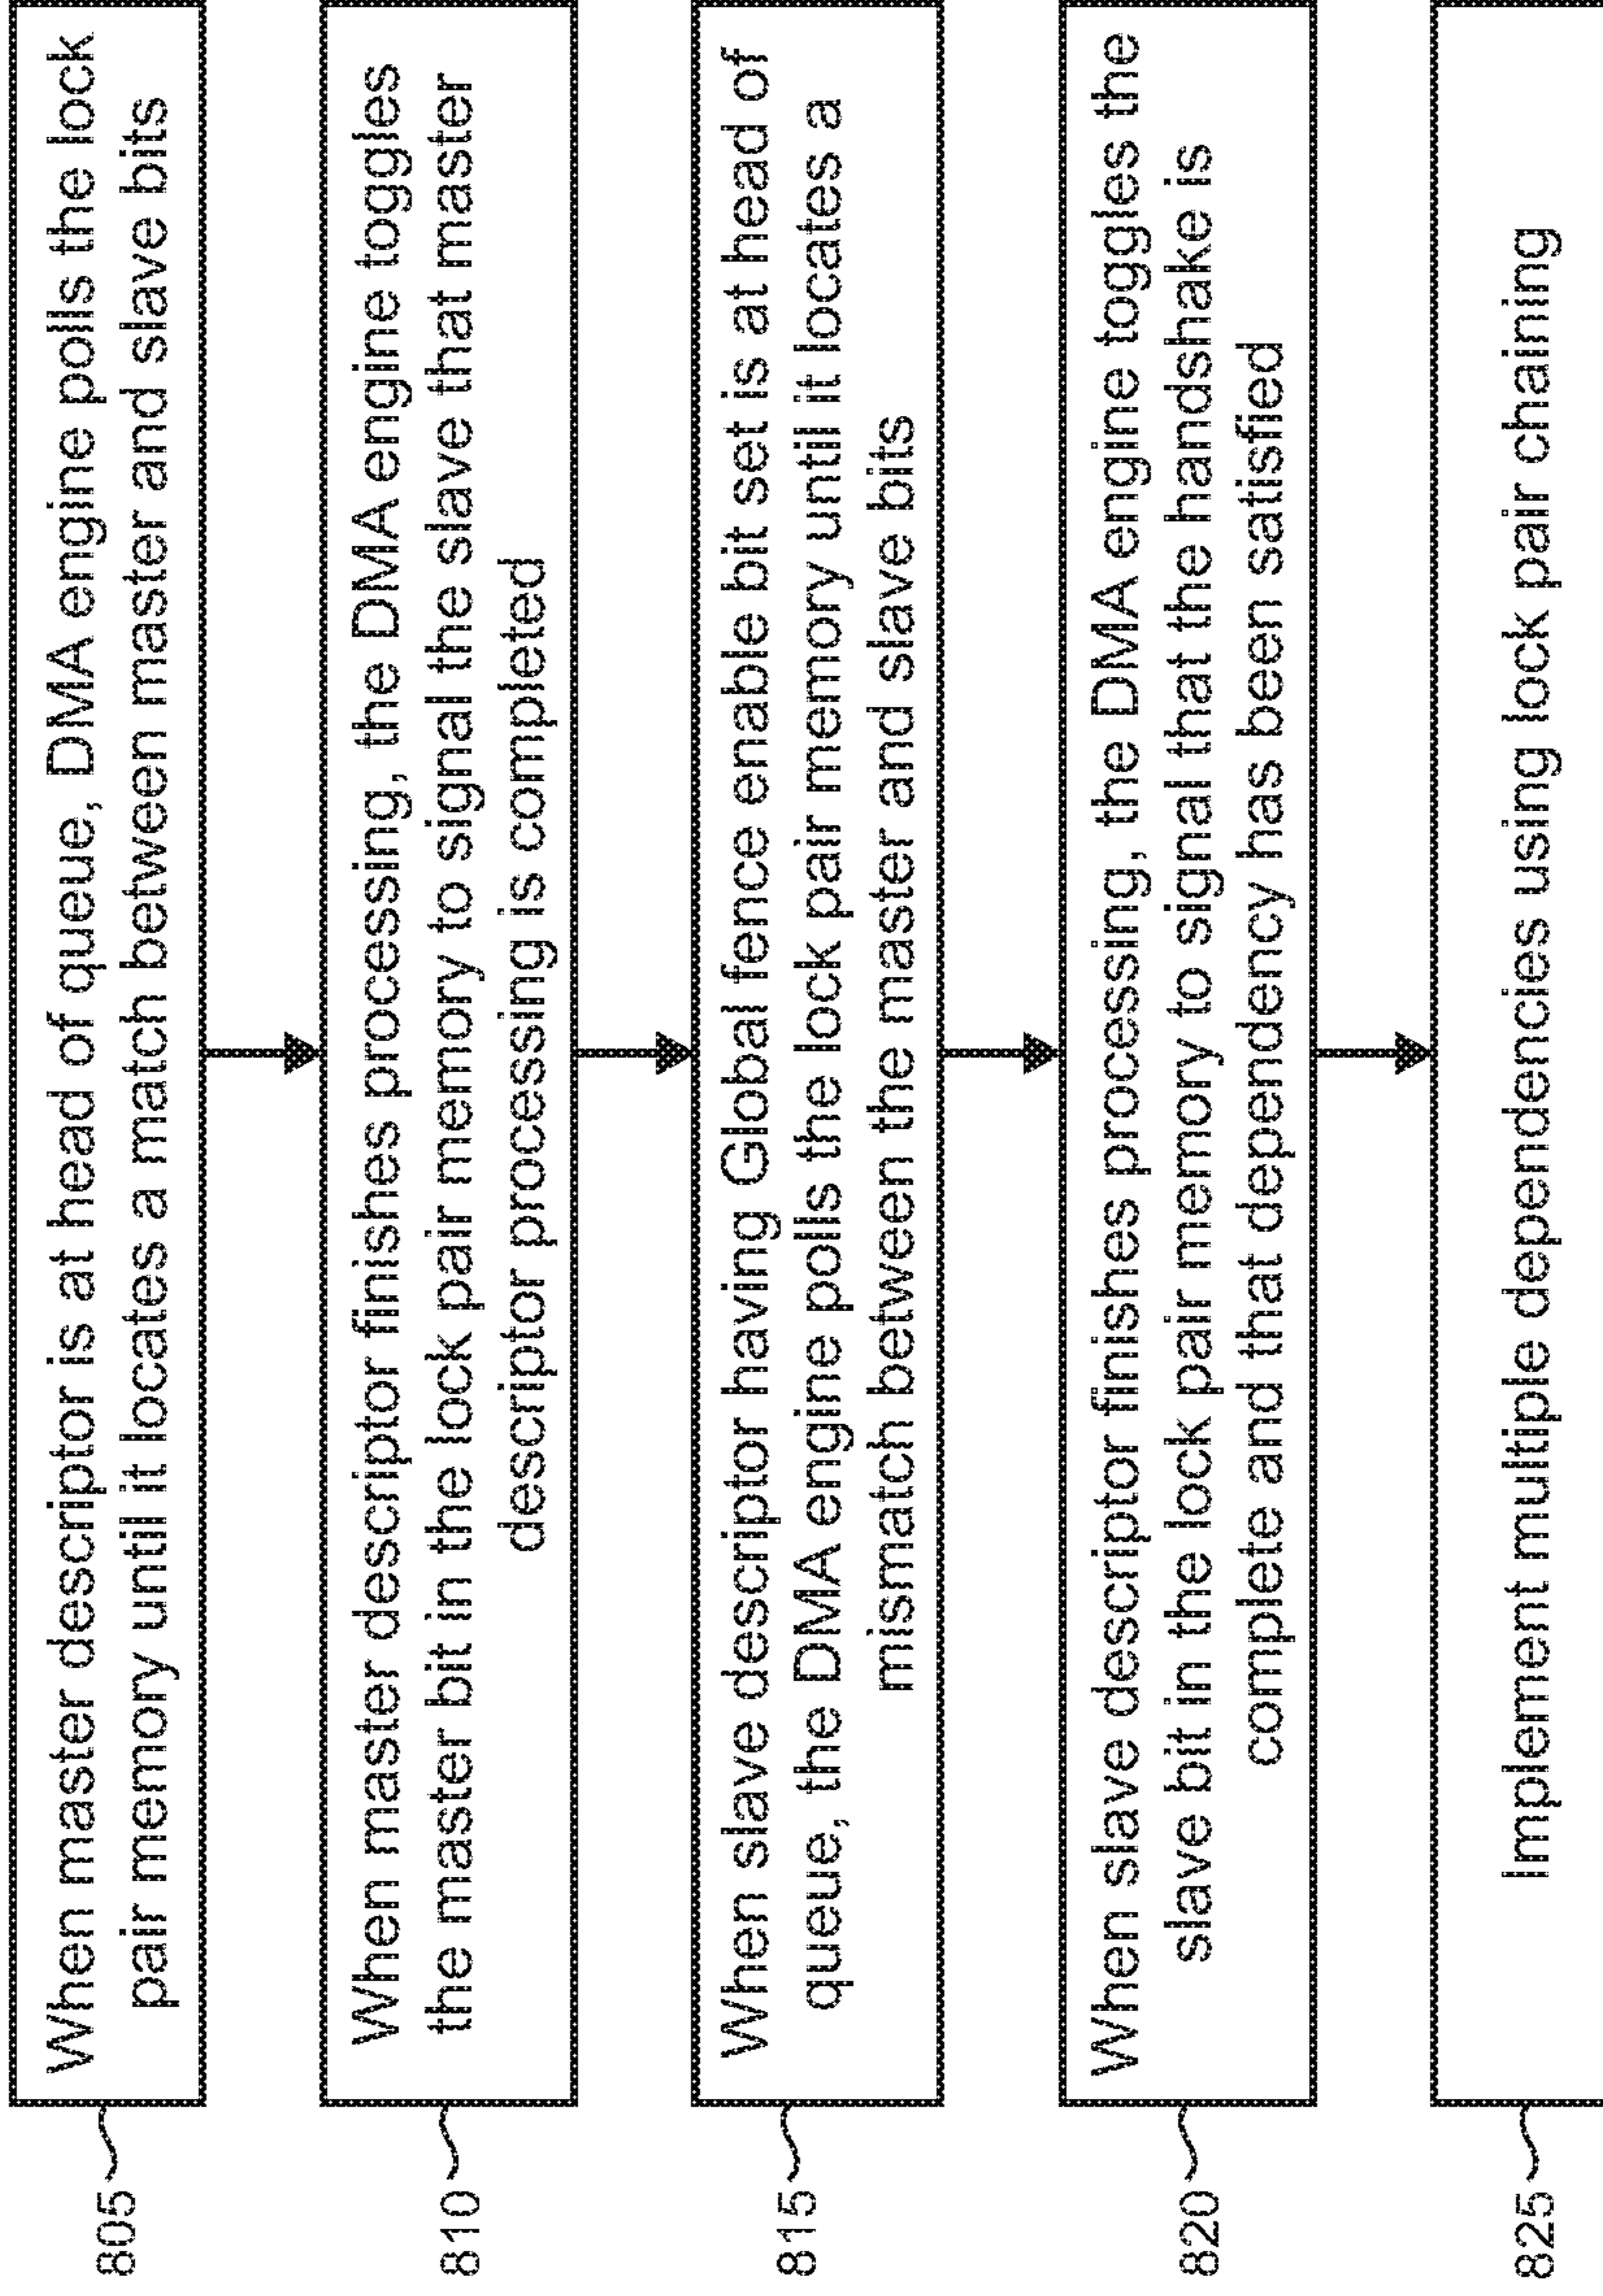 805
When master descriptor is at head of queue, DMA engine polls the lock
pair memory until it locates a match between master and slave bits
810
When master descriptor finishes processing, the DMA engine toggles
the master bit in the lock pair memory to signal the slave that master
descriptor processing is completed
815
When slave descriptor having Global fence enable bit set is at head of
queue, the DMA engine polls the lock pair memory until it locates a
mismatch between the master and slave bits
820
When slave descriptor finishes processing, the DMA engine toggles the
slave bit in the lock pair memory to signal that the handshake is
complete and that dependency has been satisfied
825
Implement multiple dependencies using lock pair chaining